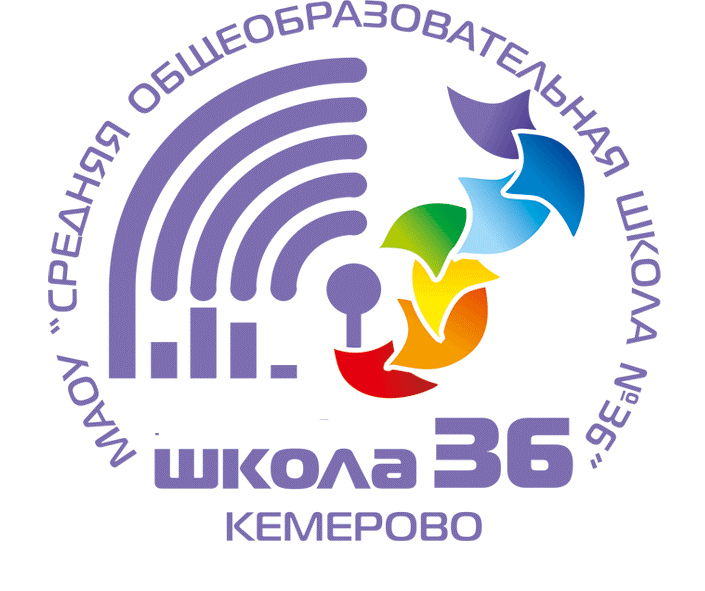 МАОУ "СРЕДНЯЯ ОБЩЕОБРАЗОВАТЕЛЬНАЯ ШКОЛА №36"
школа 36
КЕМЕРОВО